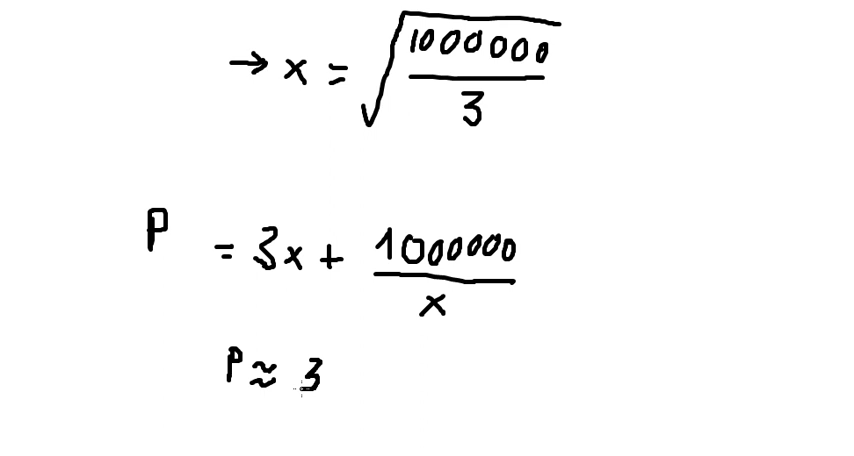 → x = √(1000000/3)
P = 3x + 1000000/x
P ≈ 3